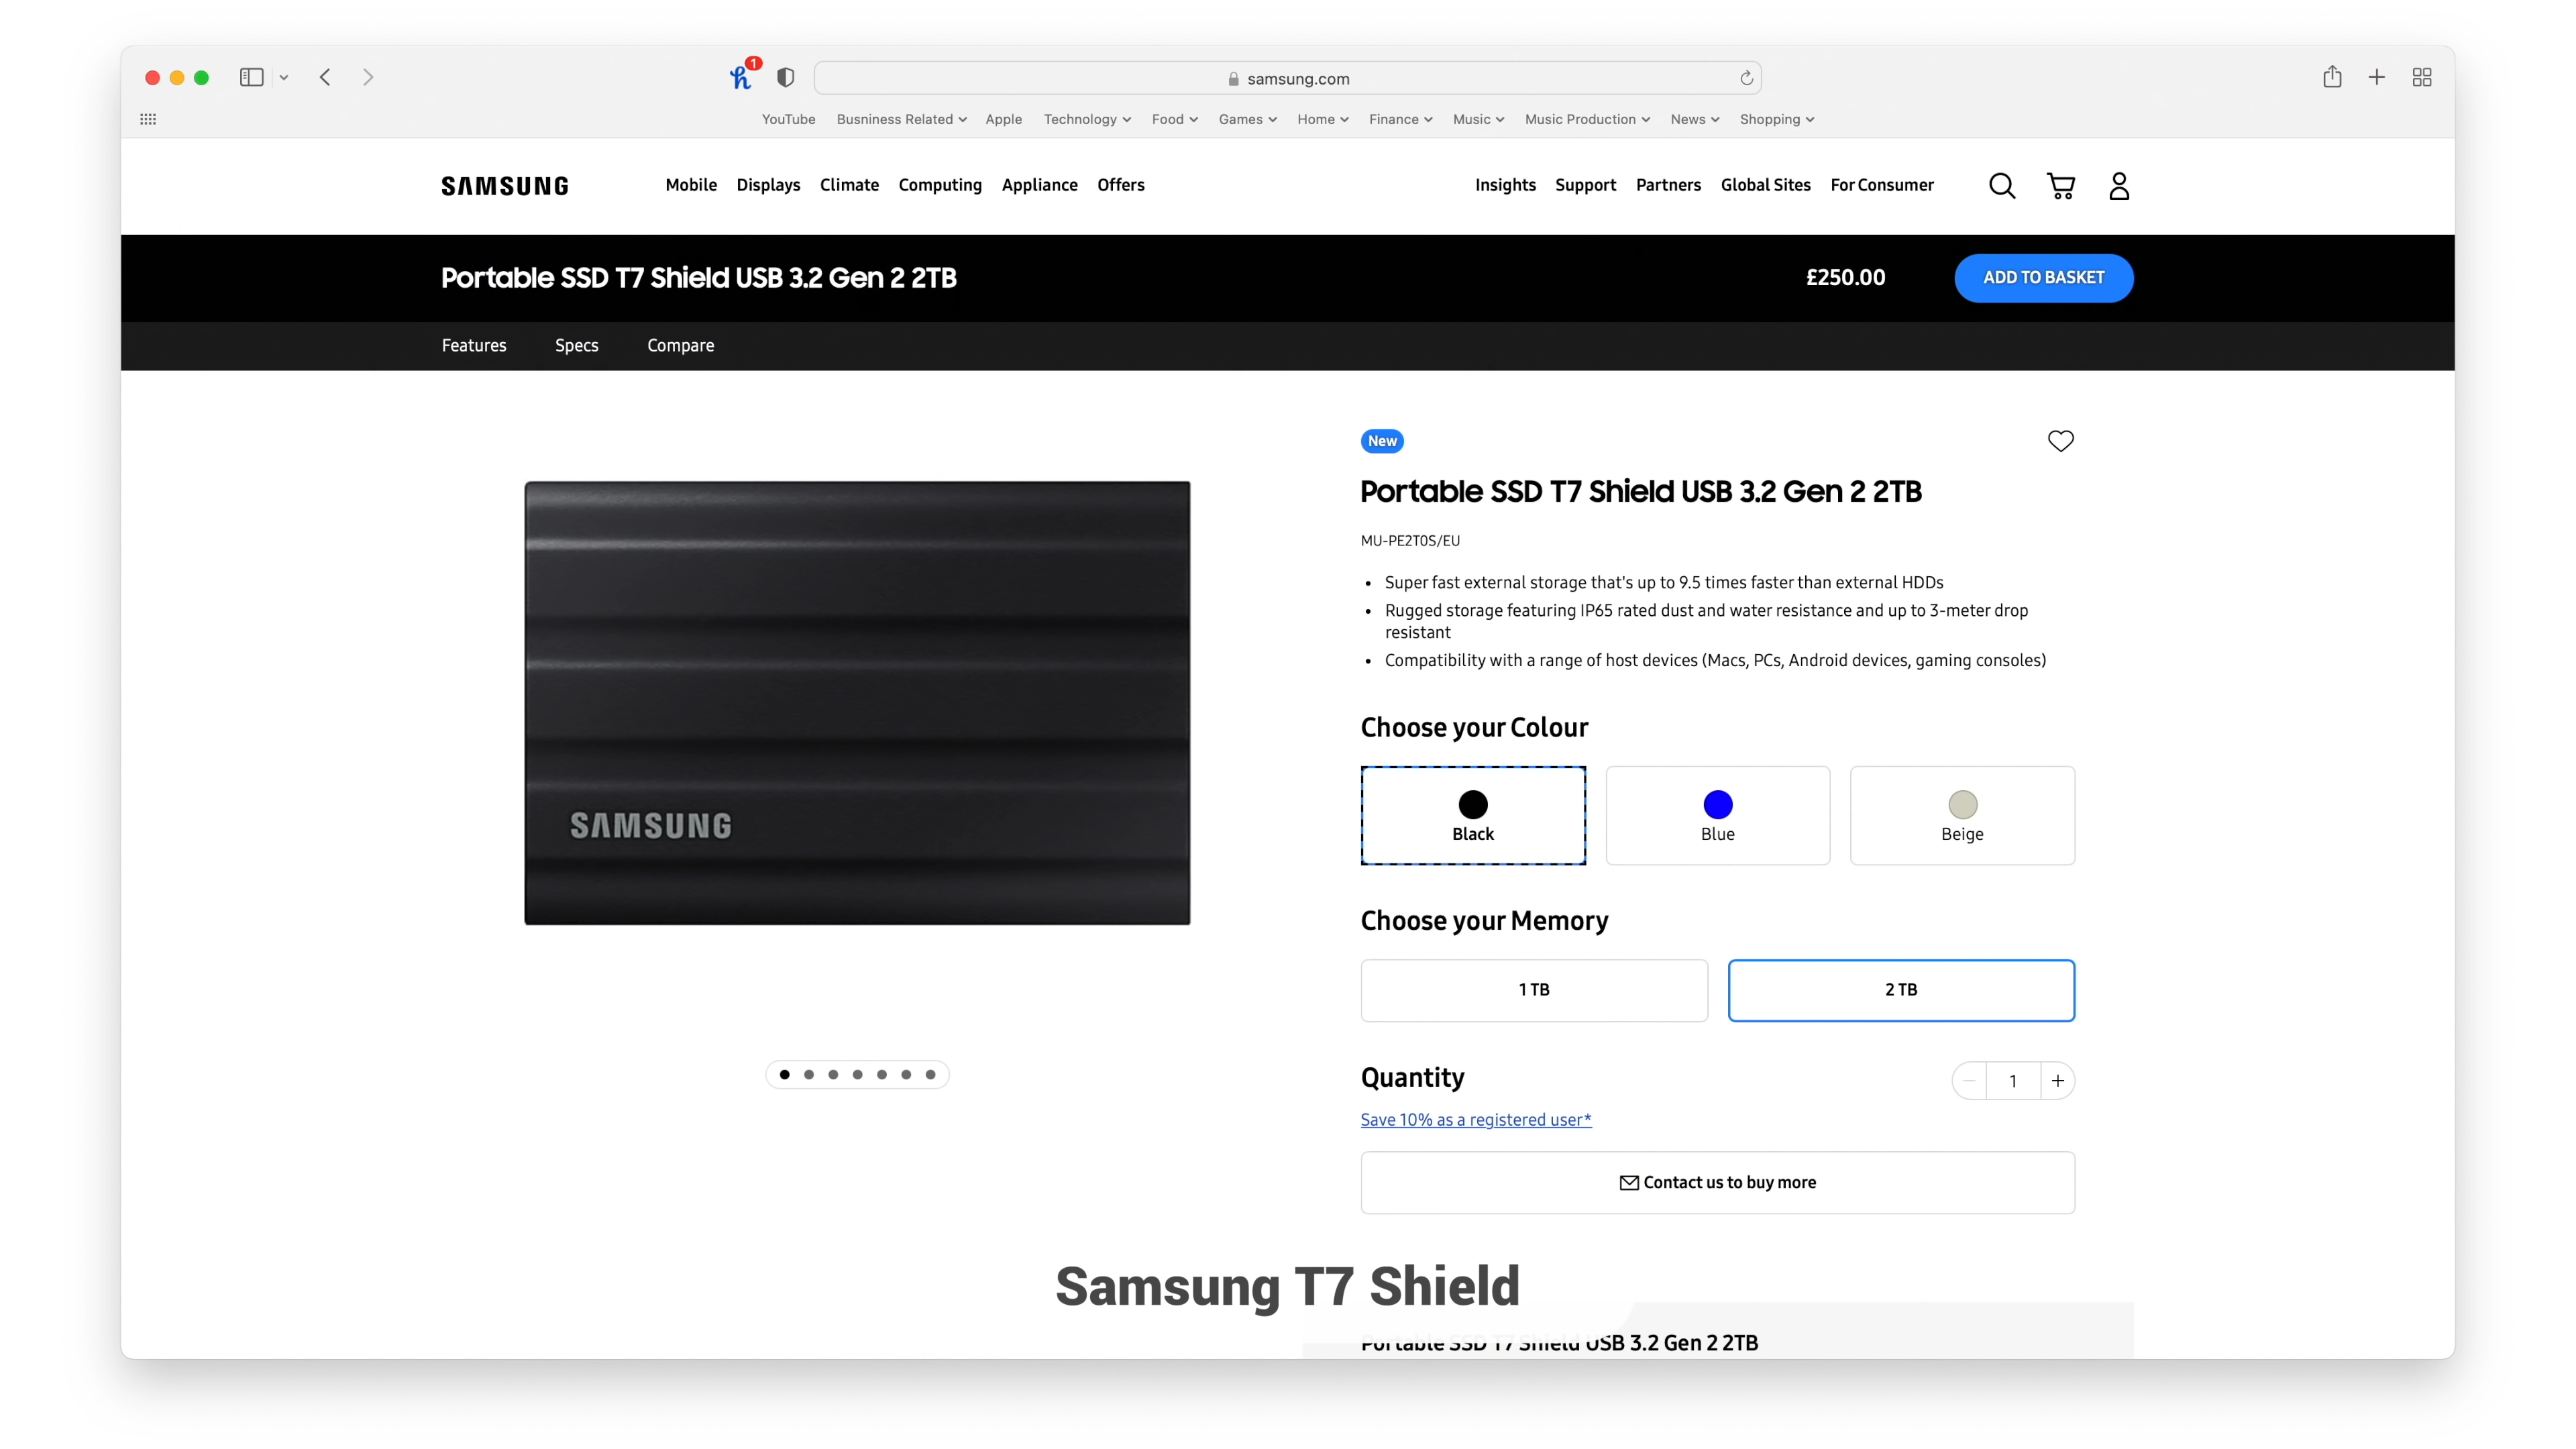 1
samsung.com
YouTube Busniness Related Apple Technology Food Games Home Finance Music Music Production News Shopping
SAMSUNG Mobile Displays Climate Computing Appliance Offers Insights Support Partners Global Sites For Consumer
Portable SSD T7 Shield USB 3.2 Gen 2 2TB £250.00 ADD TO BASKET
Features Specs Compare
New
Portable SSD T7 Shield USB 3.2 Gen 2 2TB
MU-PE2T0S/EU
• Super fast external storage that's up to 9.5 times faster than external HDDs
• Rugged storage featuring IP65 rated dust and water resistance and up to 3-meter drop
resistant
• Compatibility with a range of host devices (Macs, PCs, Android devices, gaming consoles)
SAMSUNG
Choose your Colour
Black Blue Beige
Choose your Memory
1 TB 2 TB
Quantity 1
Save 10% as a registered user*
Contact us to buy more
Samsung T7 Shield
Portable SSD T7 Shield USB 3.2 Gen 2 2TB